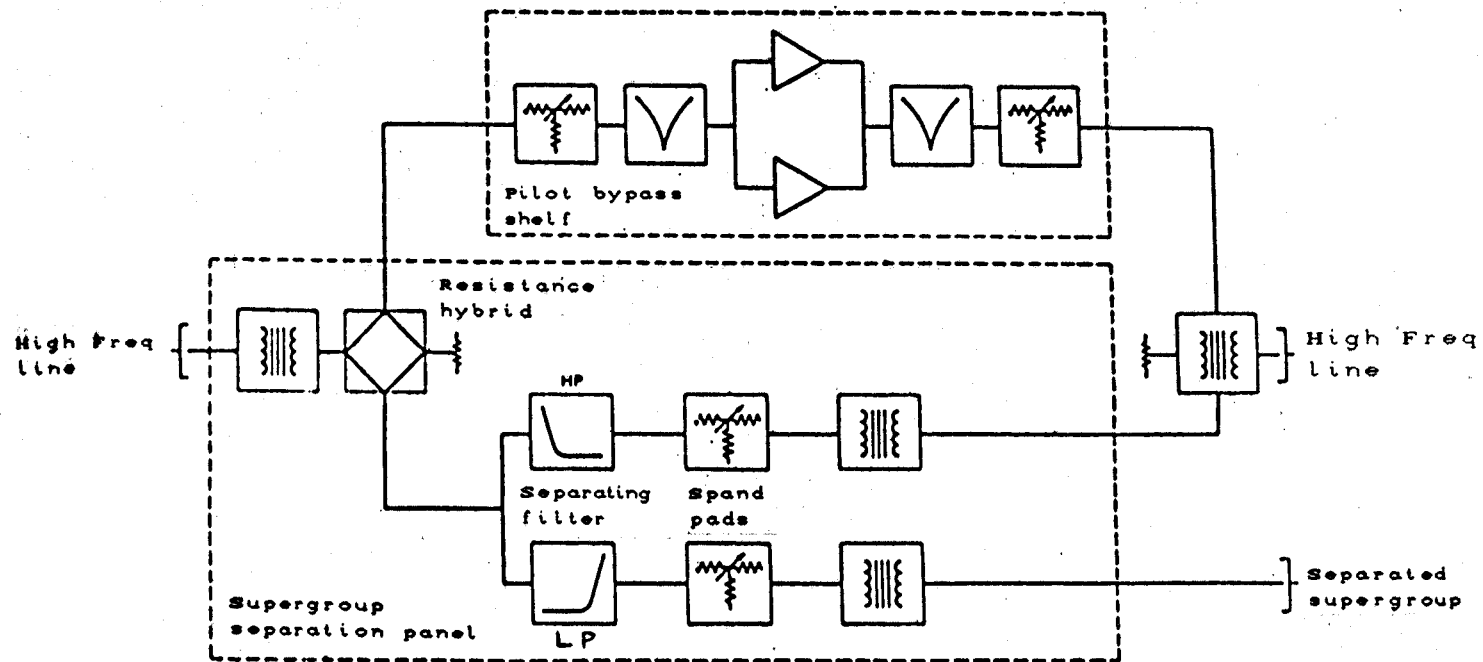 Pilot bypass
shelf
Resistance
hybrid
High Freq
line
High Freq
line
HP
Separating
filter
Spand
pads
LP
Supergroup
separation panel
Separated
supergroup